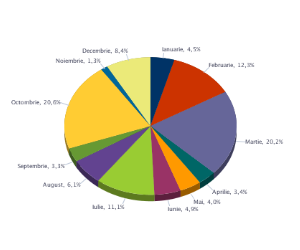 Ianuarie, 4,5%
Februarie, 12,3%
Martie, 20,2%
Aprilie, 3,4%
Mai, 4,0%
Iunie, 4,9%
Iulie, 11,1%
August, 6,1%
Septembrie, 3,1%
Octombrie, 20,6%
Noiembrie, 1,3%
Decembrie, 8,4%